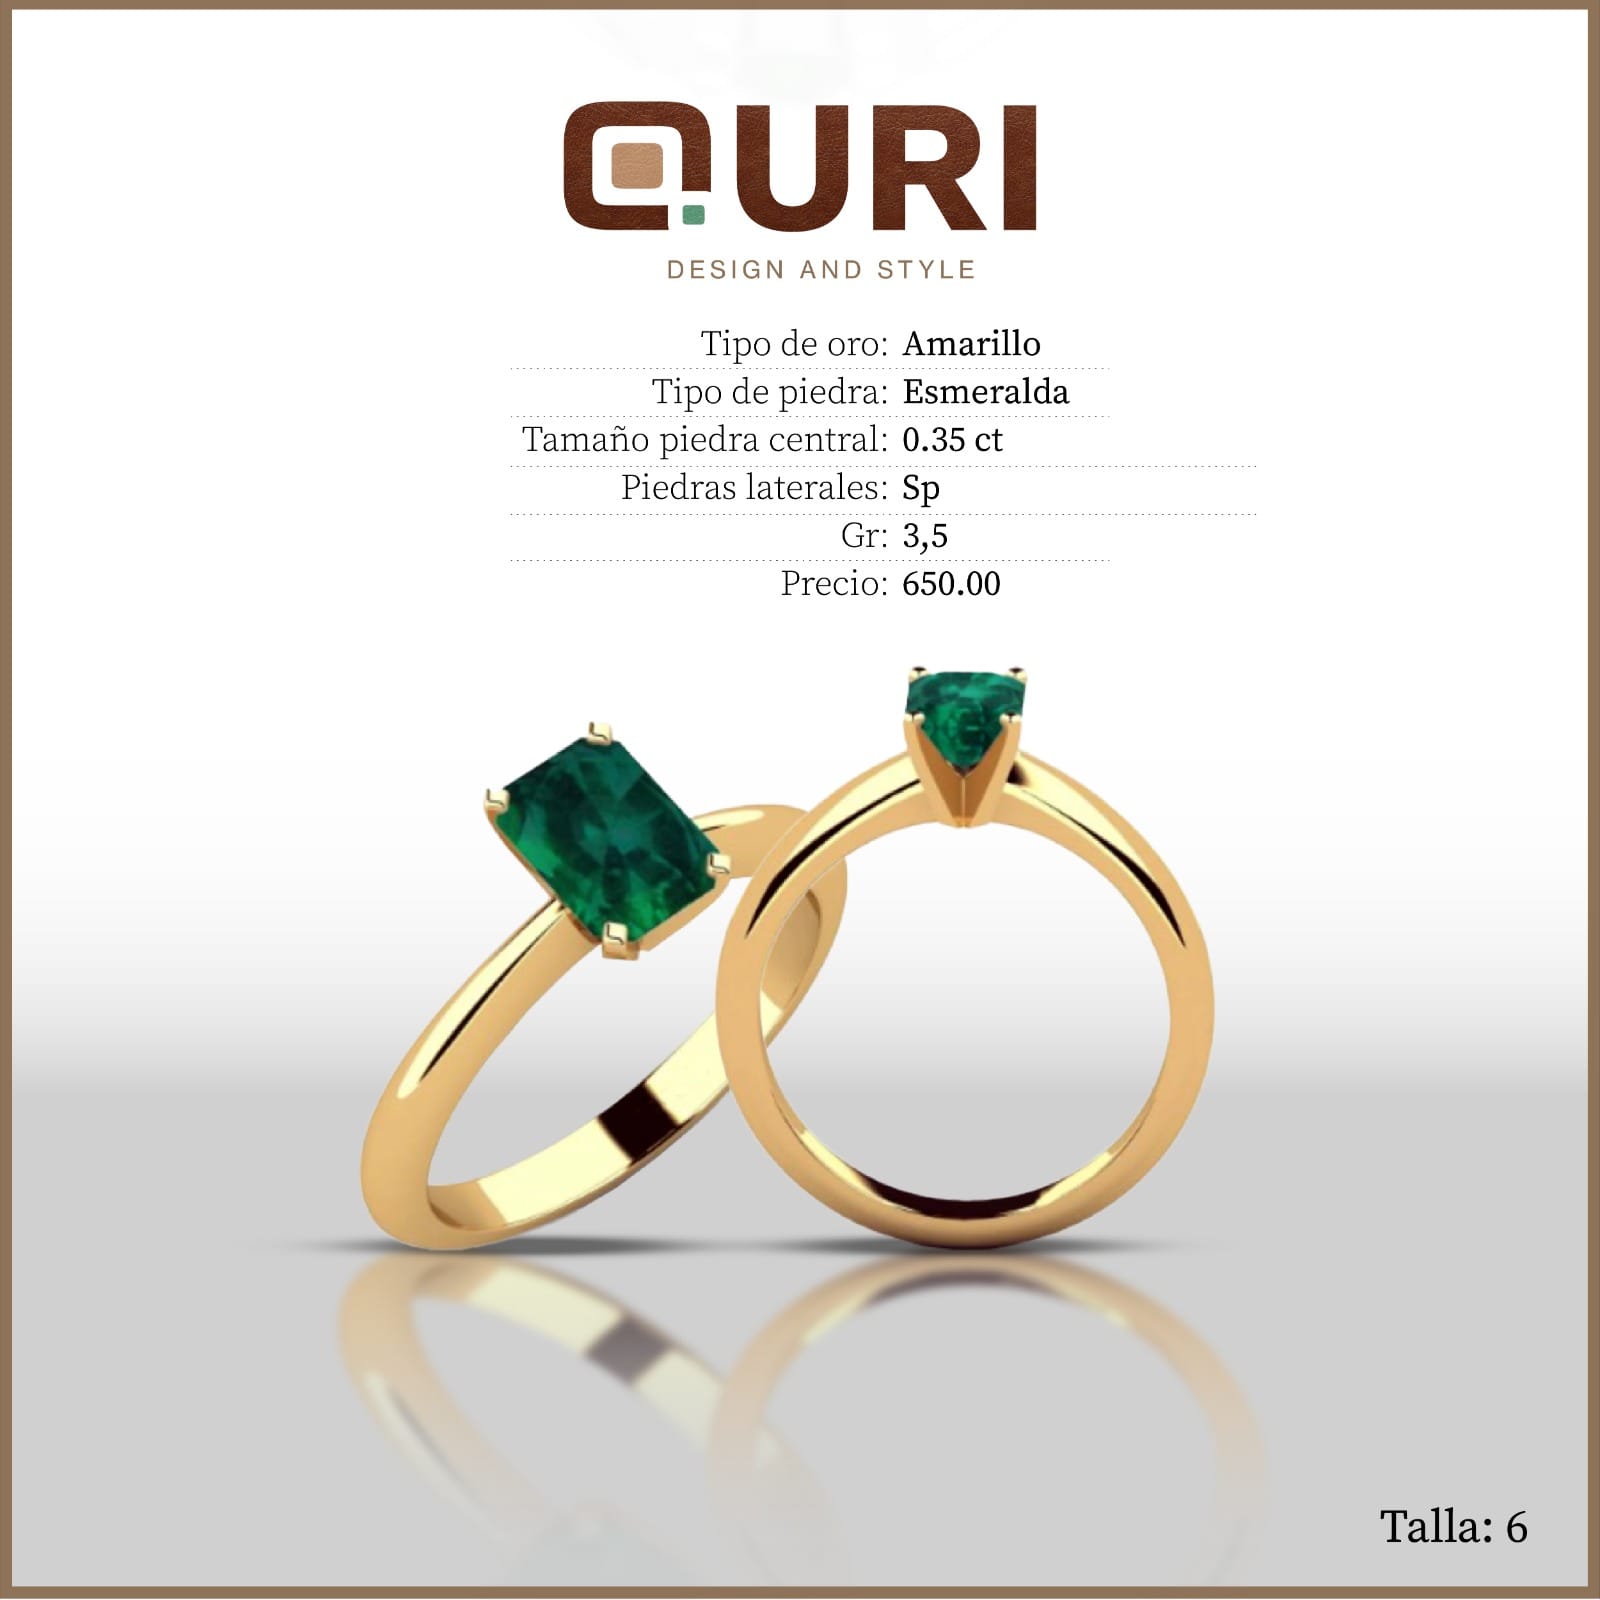 QURI
DESIGN AND STYLE
Tipo de oro: Amarillo
Tipo de piedra: Esmeralda
Tamaño piedra central: 0.35 ct
Piedras laterales: Sp
Gr: 3,5
Precio: 650.00
Talla: 6